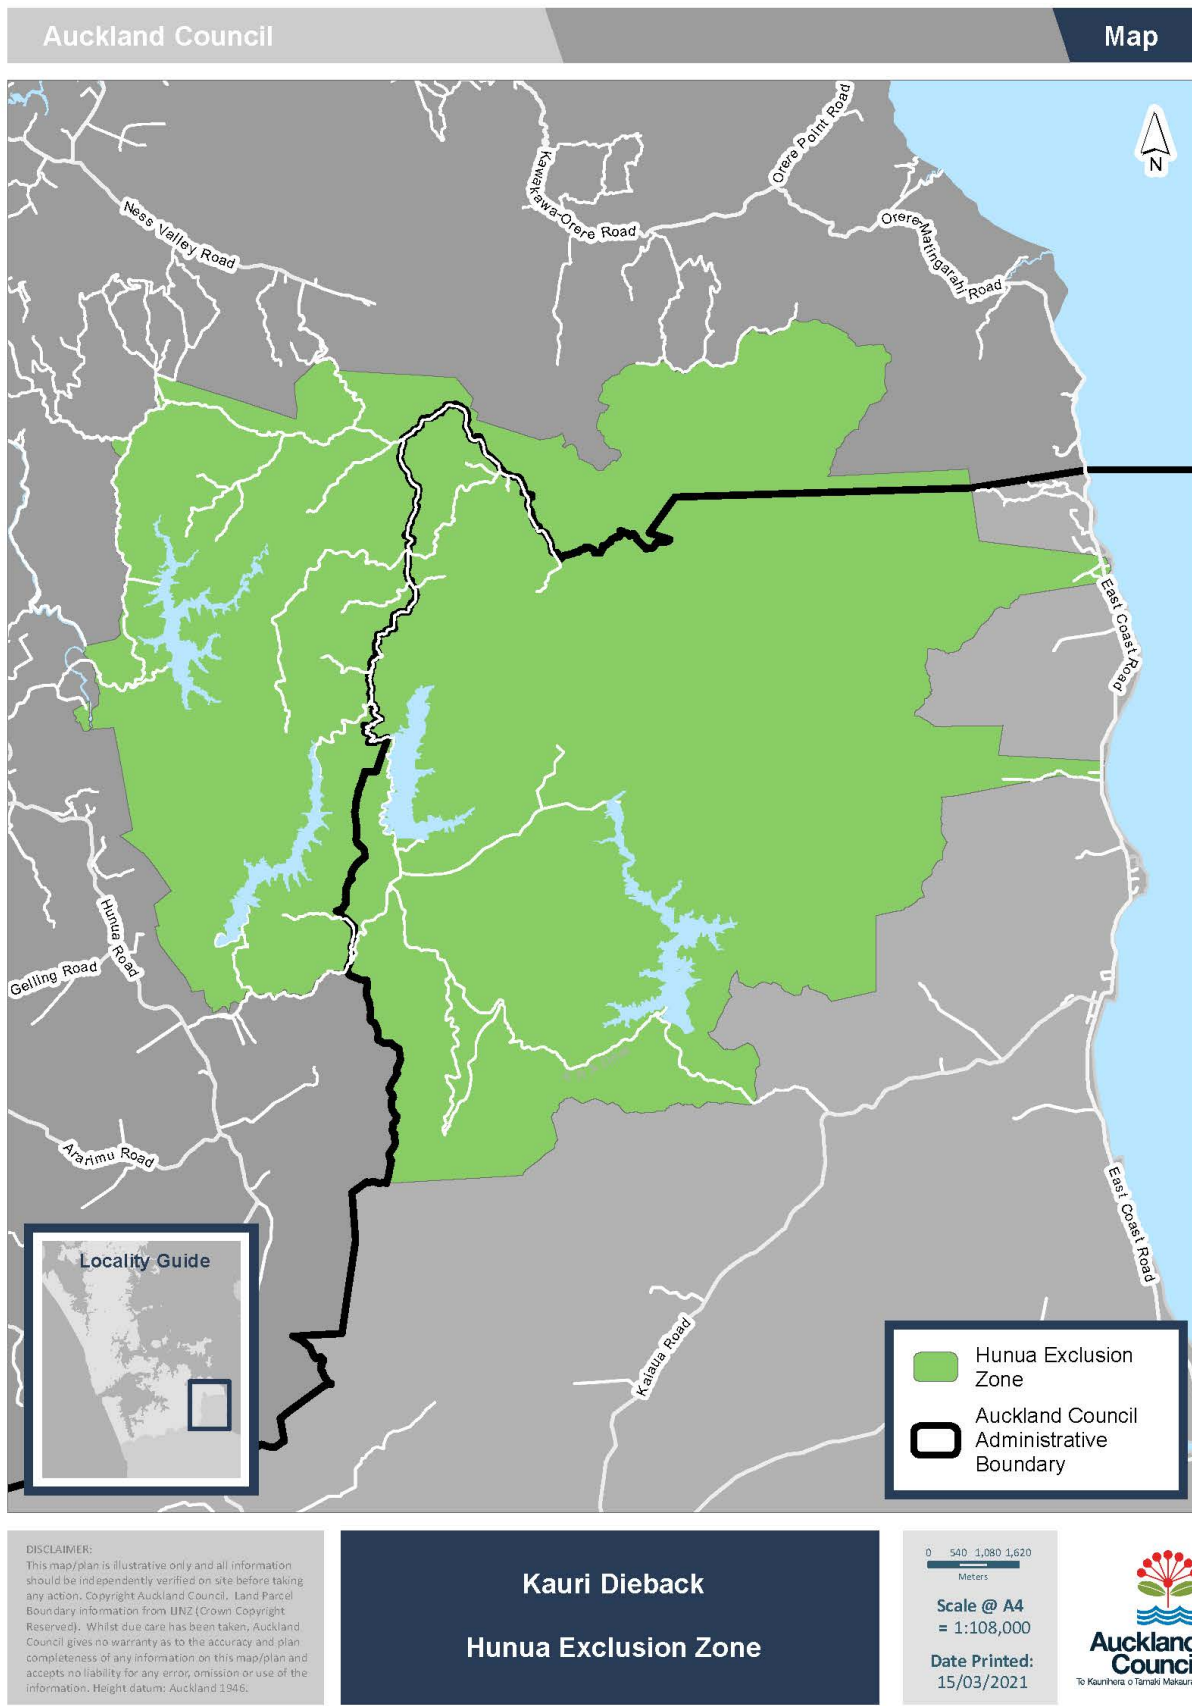 Auckland Council
Map
N
Orere Point Road
Kawakawa-Orere Road
Ness Valley Road
Orere-Matingarahi Road
East Coast Road
Hunua Road
Gelling Road
Ararimu Road
East Coast Road
Kaiaua Road
Locality Guide
Hunua Exclusion
Zone
Auckland Council
Administrative
Boundary
DISCLAIMER:
This map/plan is illustrative only and all information
should be independently verified on site before taking
any action. Copyright Auckland Council. Land Parcel
Boundary information from LINZ (Crown Copyright
Reserved). Whilst due care has been taken, Auckland
Council gives no warranty as to the accuracy and plan
completeness of any information on this map/plan and
accepts no liability for any error, omission or use of the
information. Height datum: Auckland 1946.
Kauri Dieback
Hunua Exclusion Zone
0 540 1,080 1,620
Meters
Scale @ A4
= 1:108,000
Date Printed:
15/03/2021
Auckland
Council
Te Kaunihera o Tamaki Makaura